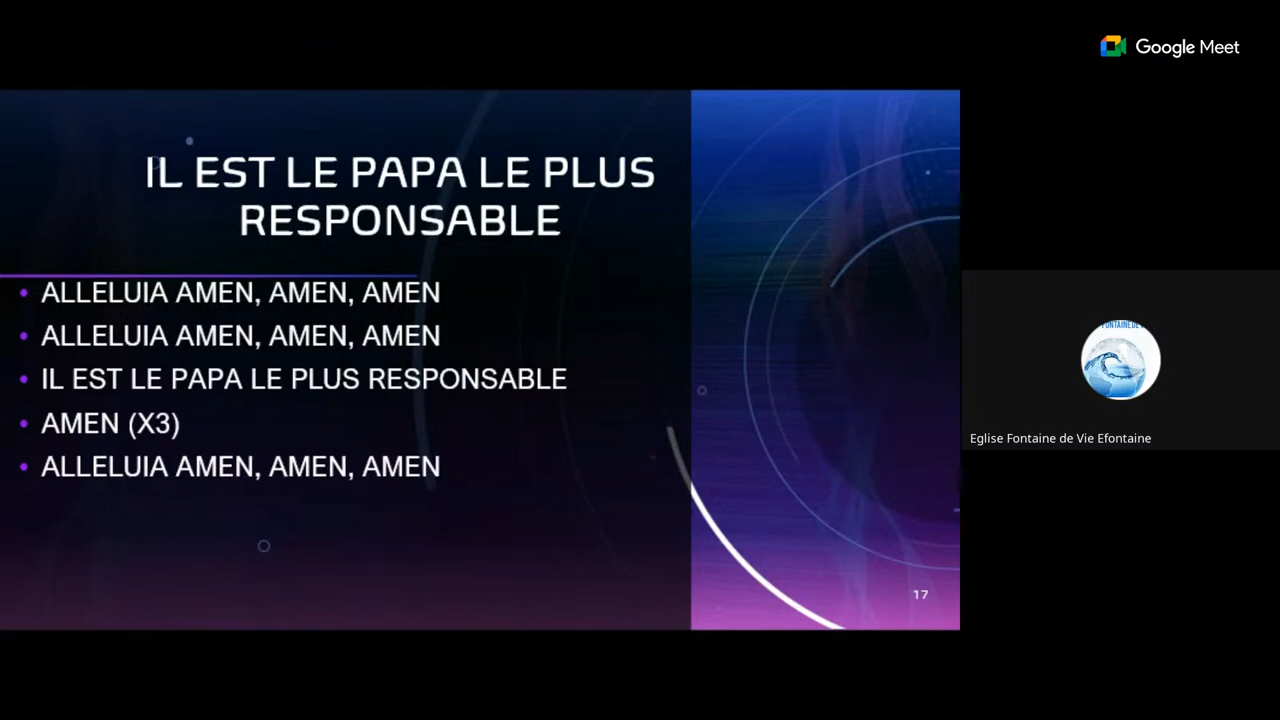 Google Meet
IL EST LE PAPA LE PLUS
RESPONSABLE
• ALLELUIA AMEN, AMEN, AMEN
• ALLELUIA AMEN, AMEN, AMEN
• IL EST LE PAPA LE PLUS RESPONSABLE
• AMEN (X3)
• ALLELUIA AMEN, AMEN, AMEN
17
Eglise Fontaine de Vie Efontaine